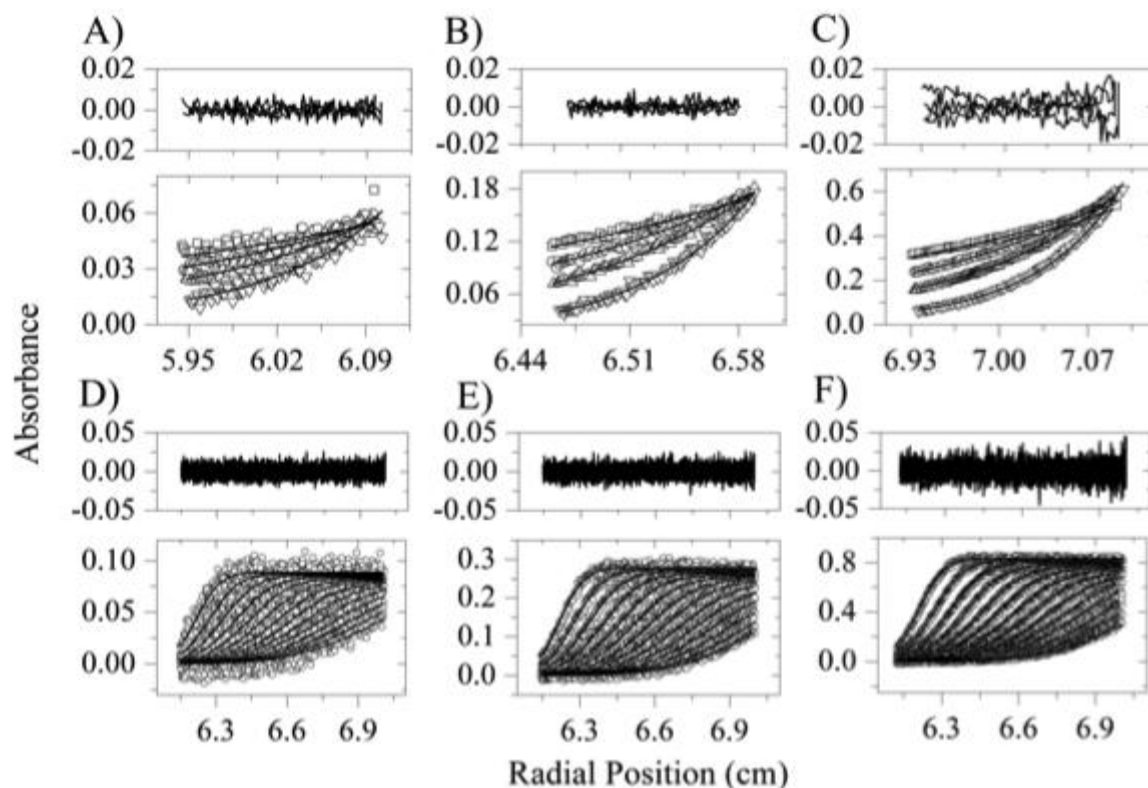 A) B) C)
0.02 0.02 0.02
0.00 0.00 0.00
-0.02 -0.02 -0.02
0.06 0.18 0.6
0.03 0.12 0.4
0.00 0.06 0.2
0.0
5.95 6.02 6.09 6.44 6.51 6.58 6.93 7.00 7.07
Absorbance
D) E) F)
0.05 0.05 0.05
0.00 0.00 0.00
-0.05 -0.05 -0.05
0.10 0.3 0.8
0.05 0.2 0.4
0.00 0.1 0.0
0.0
6.3 6.6 6.9 6.3 6.6 6.9 6.3 6.6 6.9
Radial Position (cm)